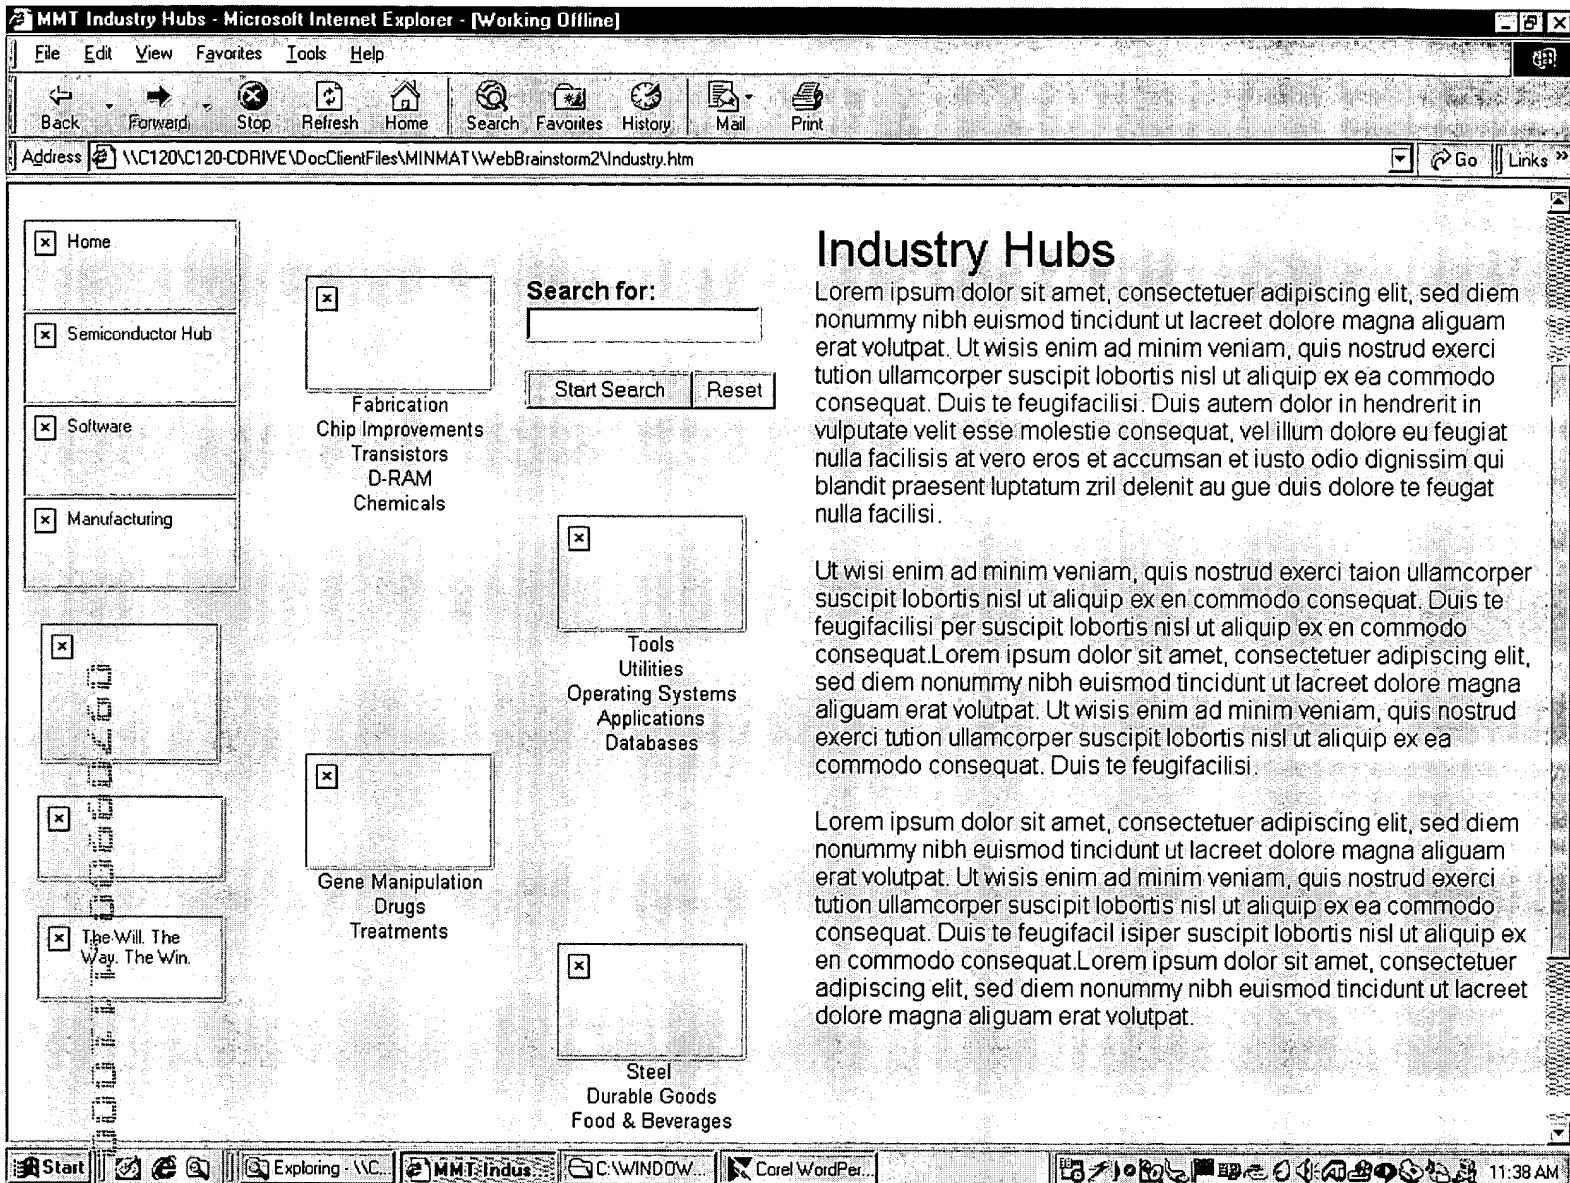 MMT Industry Hubs - Microsoft Internet Explorer - [Working Offline]
File Edit View Favorites Tools Help
Back Forward Stop Refresh Home Search Favorites History Mail Print
Address \\C120\C120-CDRIVE\DocClientFiles\MINMAT\WebBrainstorm2\Industry.htm Go Links »
Home
Semiconductor Hub
Software
Manufacturing
The Will. The
Way. The Win.
Fabrication
Chip Improvements
Transistors
D-RAM
Chemicals
Gene Manipulation
Drugs
Treatments
Search for:
Start Search Reset
Tools
Utilities
Operating Systems
Applications
Databases
Steel
Durable Goods
Food & Beverages
Industry Hubs
Lorem ipsum dolor sit amet, consectetuer adipiscing elit, sed diem
nonummy nibh euismod tincidunt ut lacreet dolore magna aliguam
erat volutpat. Ut wisis enim ad minim veniam, quis nostrud exerci
tution ullamcorper suscipit lobortis nisl ut aliquip ex ea commodo
consequat. Duis te feugifacilisi. Duis autem dolor in hendrerit in
vulputate velit esse molestie consequat, vel illum dolore eu feugiat
nulla facilisis at vero eros et accumsan et iusto odio dignissim qui
blandit praesent luptatum zril delenit au gue duis dolore te feugat
nulla facilisi.
Ut wisi enim ad minim veniam, quis nostrud exerci taion ullamcorper
suscipit lobortis nisl ut aliquip ex en commodo consequat. Duis te
feugifacilisi per suscipit lobortis nisl ut aliquip ex en commodo
consequat.Lorem ipsum dolor sit amet, consectetuer adipiscing elit,
sed diem nonummy nibh euismod tincidunt ut lacreet dolore magna
aliguam erat volutpat. Ut wisis enim ad minim veniam, quis nostrud
exerci tution ullamcorper suscipit lobortis nisl ut aliquip ex ea
commodo consequat. Duis te feugifacilisi.
Lorem ipsum dolor sit amet, consectetuer adipiscing elit, sed diem
nonummy nibh euismod tincidunt ut lacreet dolore magna aliguam
erat volutpat. Ut wisis enim ad minim veniam, quis nostrud exerci
tution ullamcorper suscipit lobortis nisl ut aliquip ex ea commodo
consequat. Duis te feugifacil isiper suscipit lobortis nisl ut aliquip ex
en commodo consequat.Lorem ipsum dolor sit amet, consectetuer
adipiscing elit, sed diem nonummy nibh euismod tincidunt ut lacreet
dolore magna aliguam erat volutpat.
Start Exploring - \\C... MMT Indus... C:\WINDOW... Corel WordPer... 11:38 AM